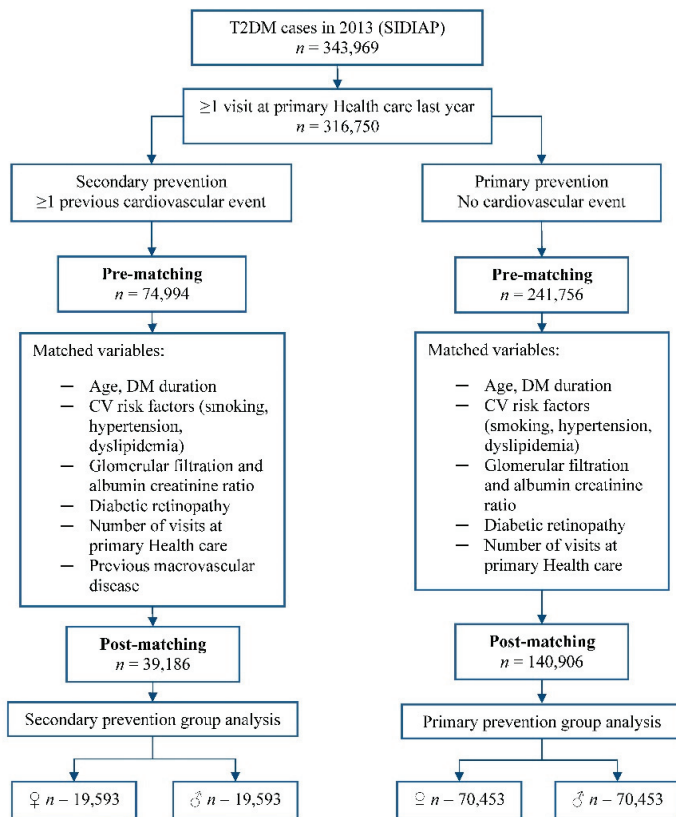 T2DM cases in 2013 (SIDIAP)
n = 343,969
≥1 visit at primary Health care last year
n = 316,750
Secondary prevention
≥1 previous cardiovascular event
Pre-matching
n = 74,994
Matched variables:
— Age, DM duration
— CV risk factors (smoking,
hypertension,
dyslipidemia)
— Glomerular filtration and
albumin creatinine ratio
— Diabetic retinopathy
— Number of visits at
primary Health care
— Previous macrovascular
disease
Post-matching
n = 39,186
Secondary prevention group analysis
♀ n – 19,593
♂ n – 19,593
Primary prevention
No cardiovascular event
Pre-matching
n = 241,756
Matched variables:
— Age, DM duration
— CV risk factors
(smoking, hypertension,
dyslipidemia)
— Glomerular filtration
and albumin creatinine
ratio
— Diabetic retinopathy
— Number of visits at
primary Health care
Post-matching
n = 140,906
Primary prevention group analysis
♀ n – 70,453
♂ n – 70,453